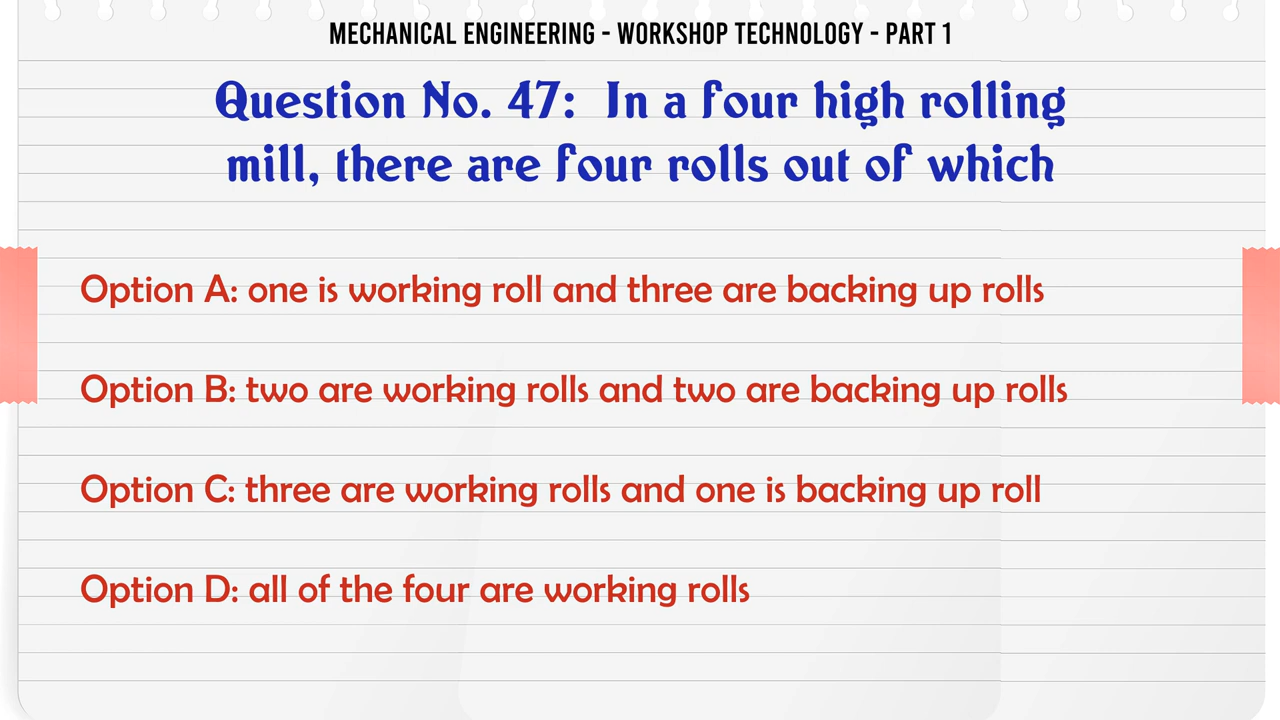 MECHANICAL ENGINEERING - WORKSHOP TECHNOLOGY - PART 1
Question No. 47: In a four high rolling
mill, there are four rolls out of which
Option A: one is working roll and three are backing up rolls
Option B: two are working rolls and two are backing up rolls
Option C: three are working rolls and one is backing up roll
Option D: all of the four are working rolls